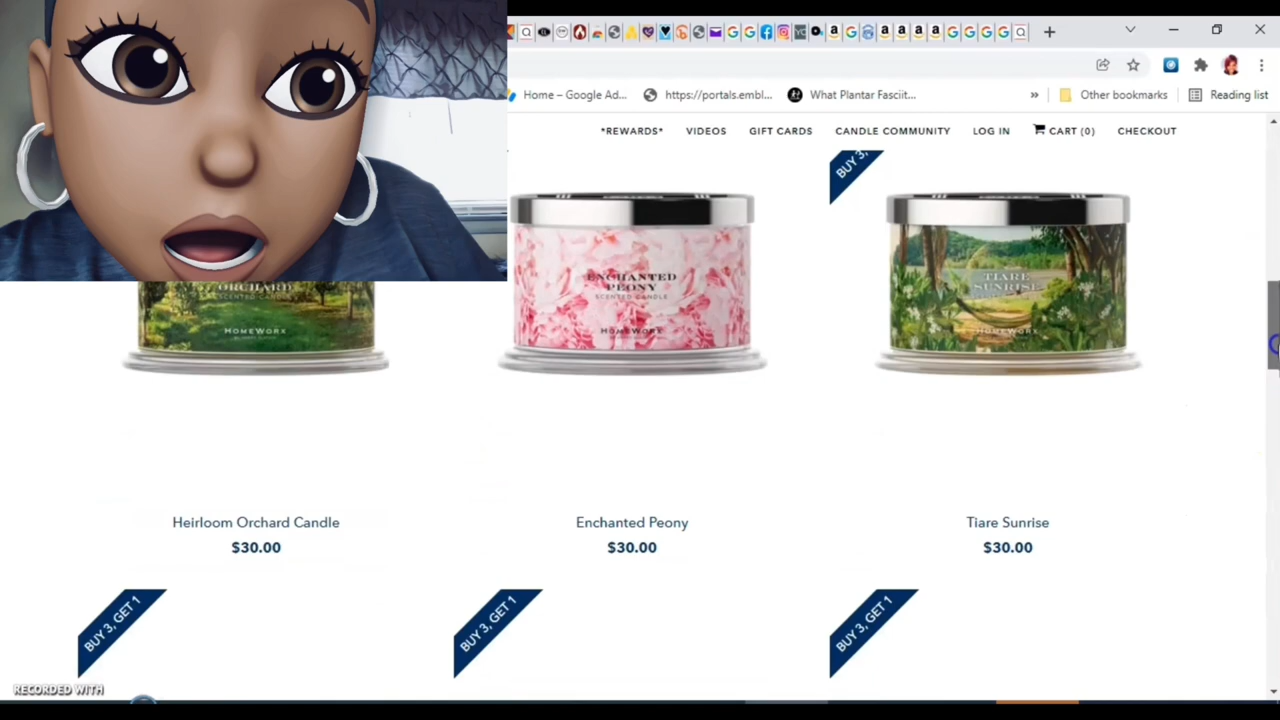 Home – Google Ad...
https://portals.embl...
What Plantar Fasciit...
»
Other bookmarks
Reading list
*REWARDS*
VIDEOS
GIFT CARDS
CANDLE COMMUNITY
LOG IN
CART (0)
CHECKOUT
BUY 3,
ORCHARD
SCENTED CANDLE
HOMEWORX
ENCHANTED
PEONY
SCENTED CANDLE
HOMEWORX
TIARE
SUNRISE
HOMEWORX
Heirloom Orchard Candle
$30.00
Enchanted Peony
$30.00
Tiare Sunrise
$30.00
BUY 3, GET 1
BUY 3, GET 1
BUY 3, GET 1
RECORDED WITH